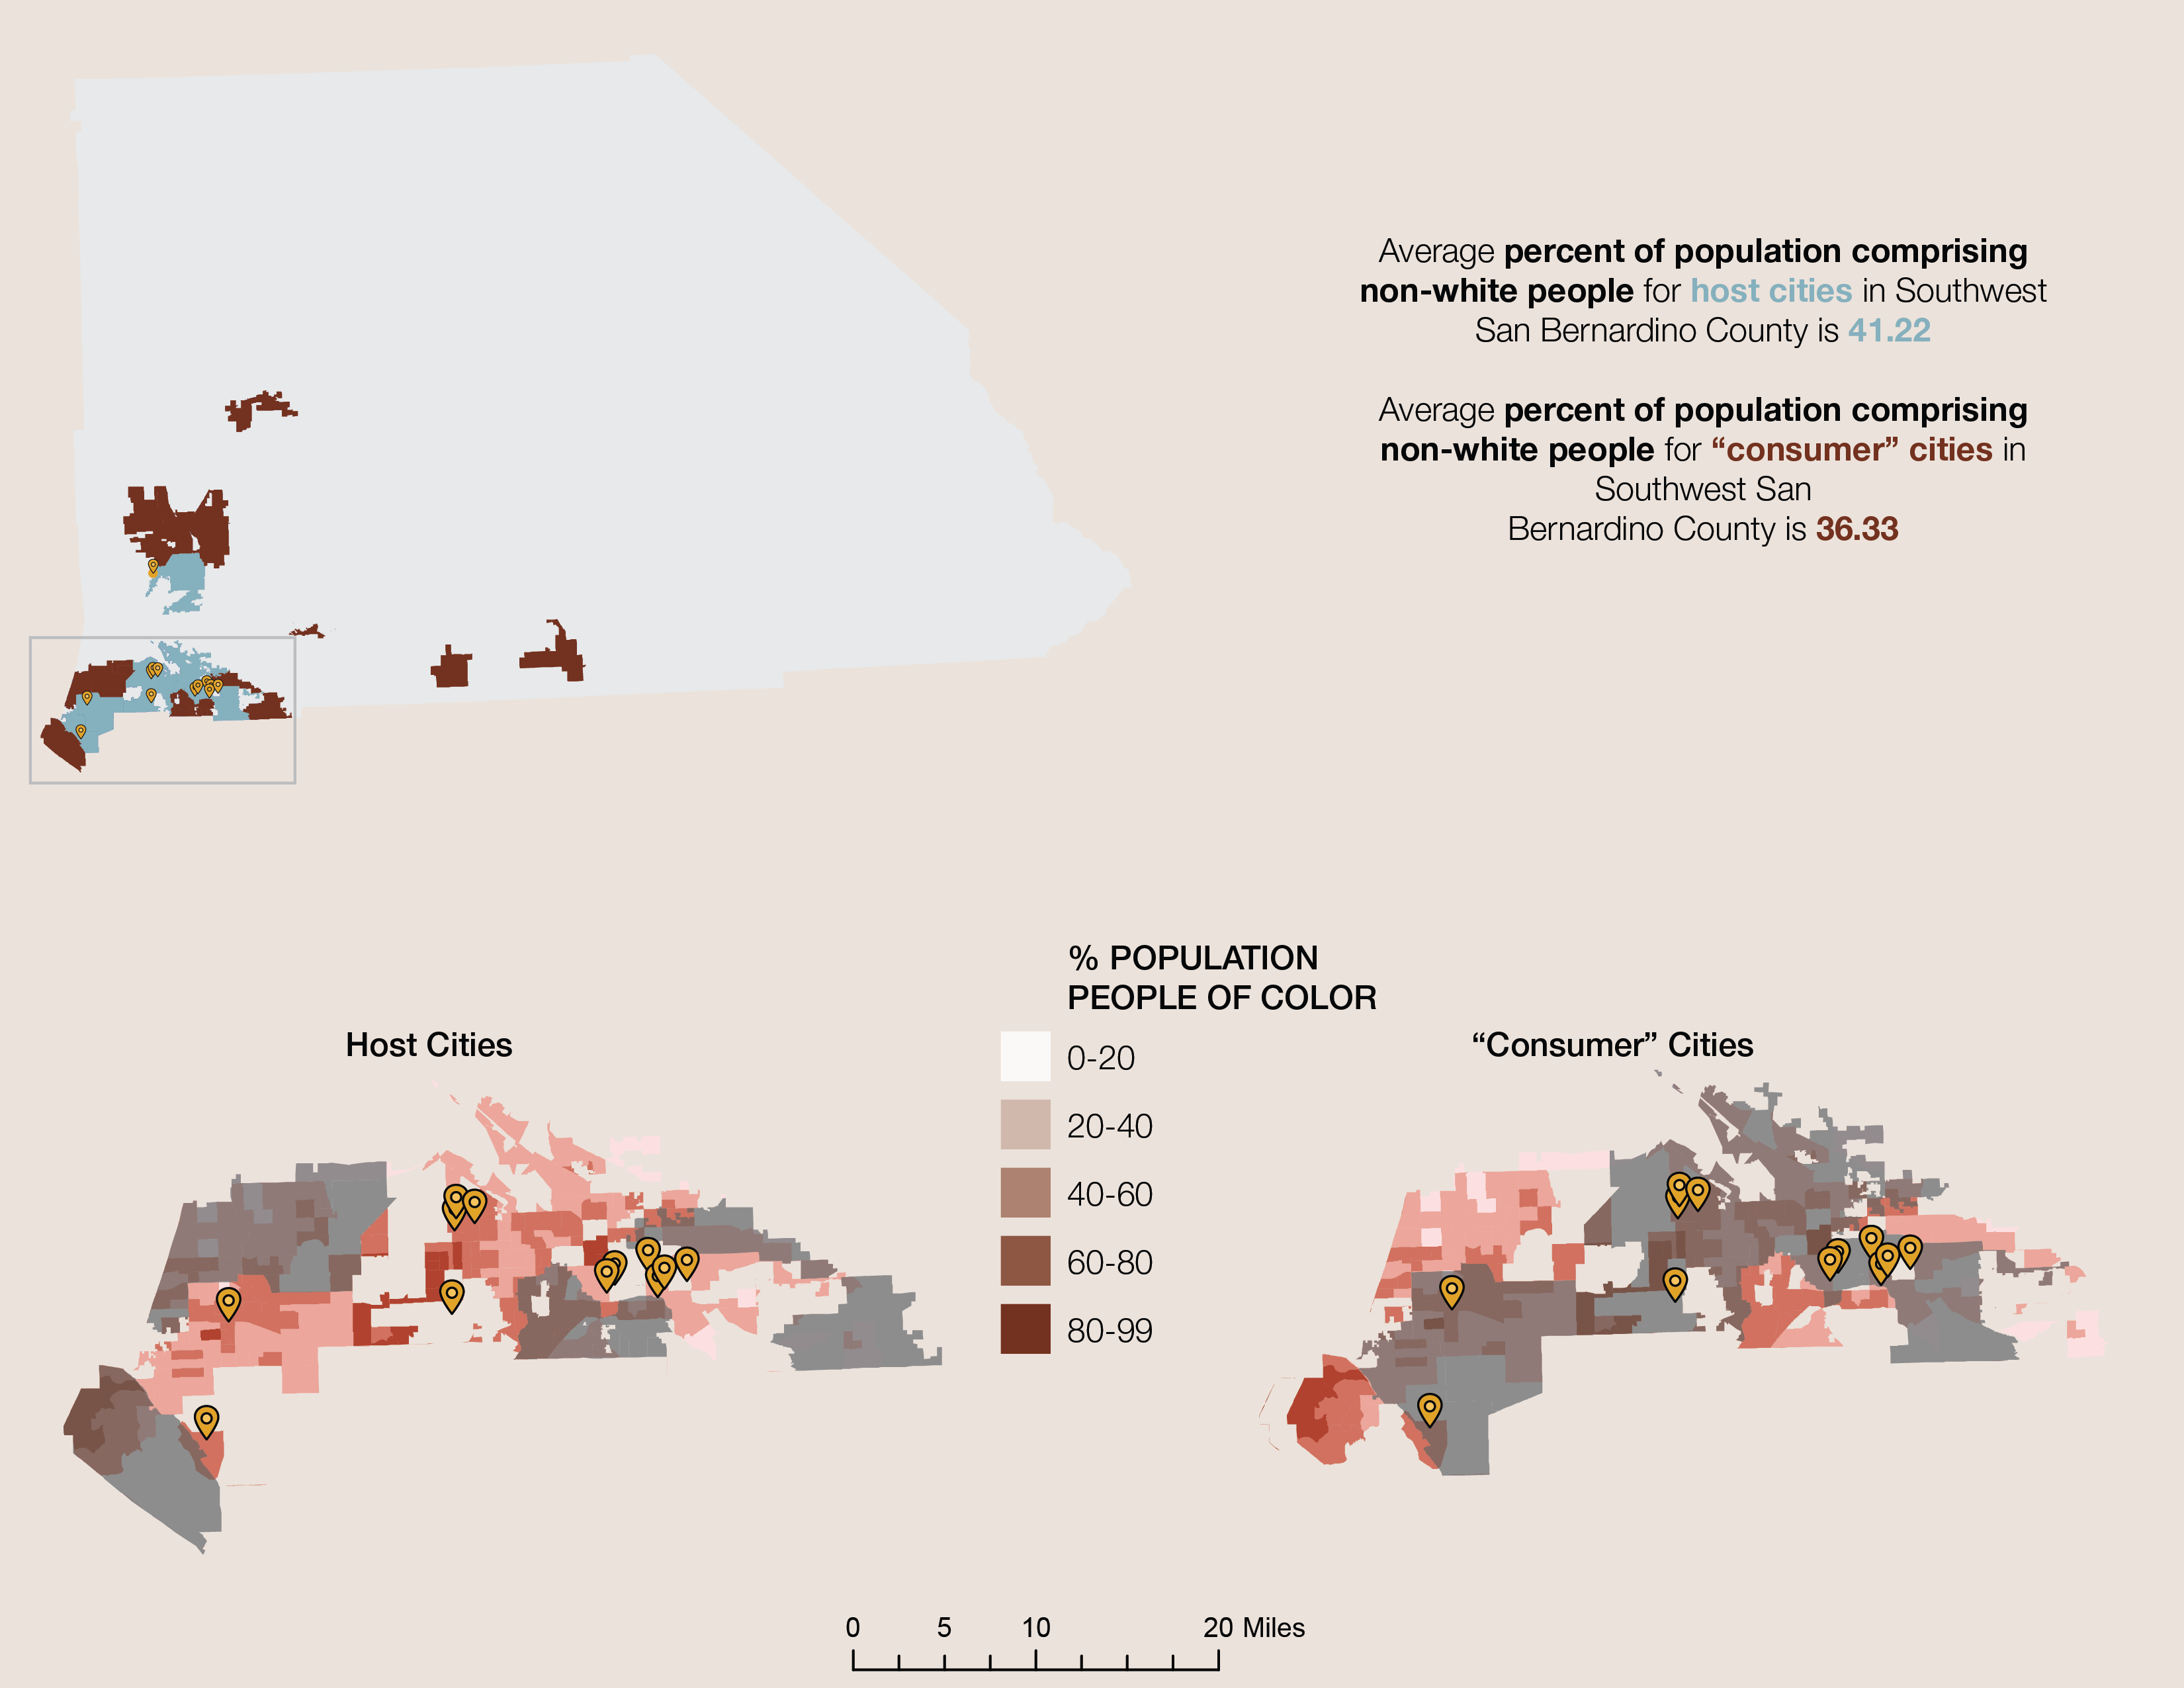 Average percent of population comprising
non-white people for host cities in Southwest
San Bernardino County is 41.22
Average percent of population comprising
non-white people for “consumer” cities in
Southwest San
Bernardino County is 36.33
% POPULATION
PEOPLE OF COLOR
Host Cities
0-20
20-40
40-60
60-80
80-99
“Consumer” Cities
0 5 10 20 Miles